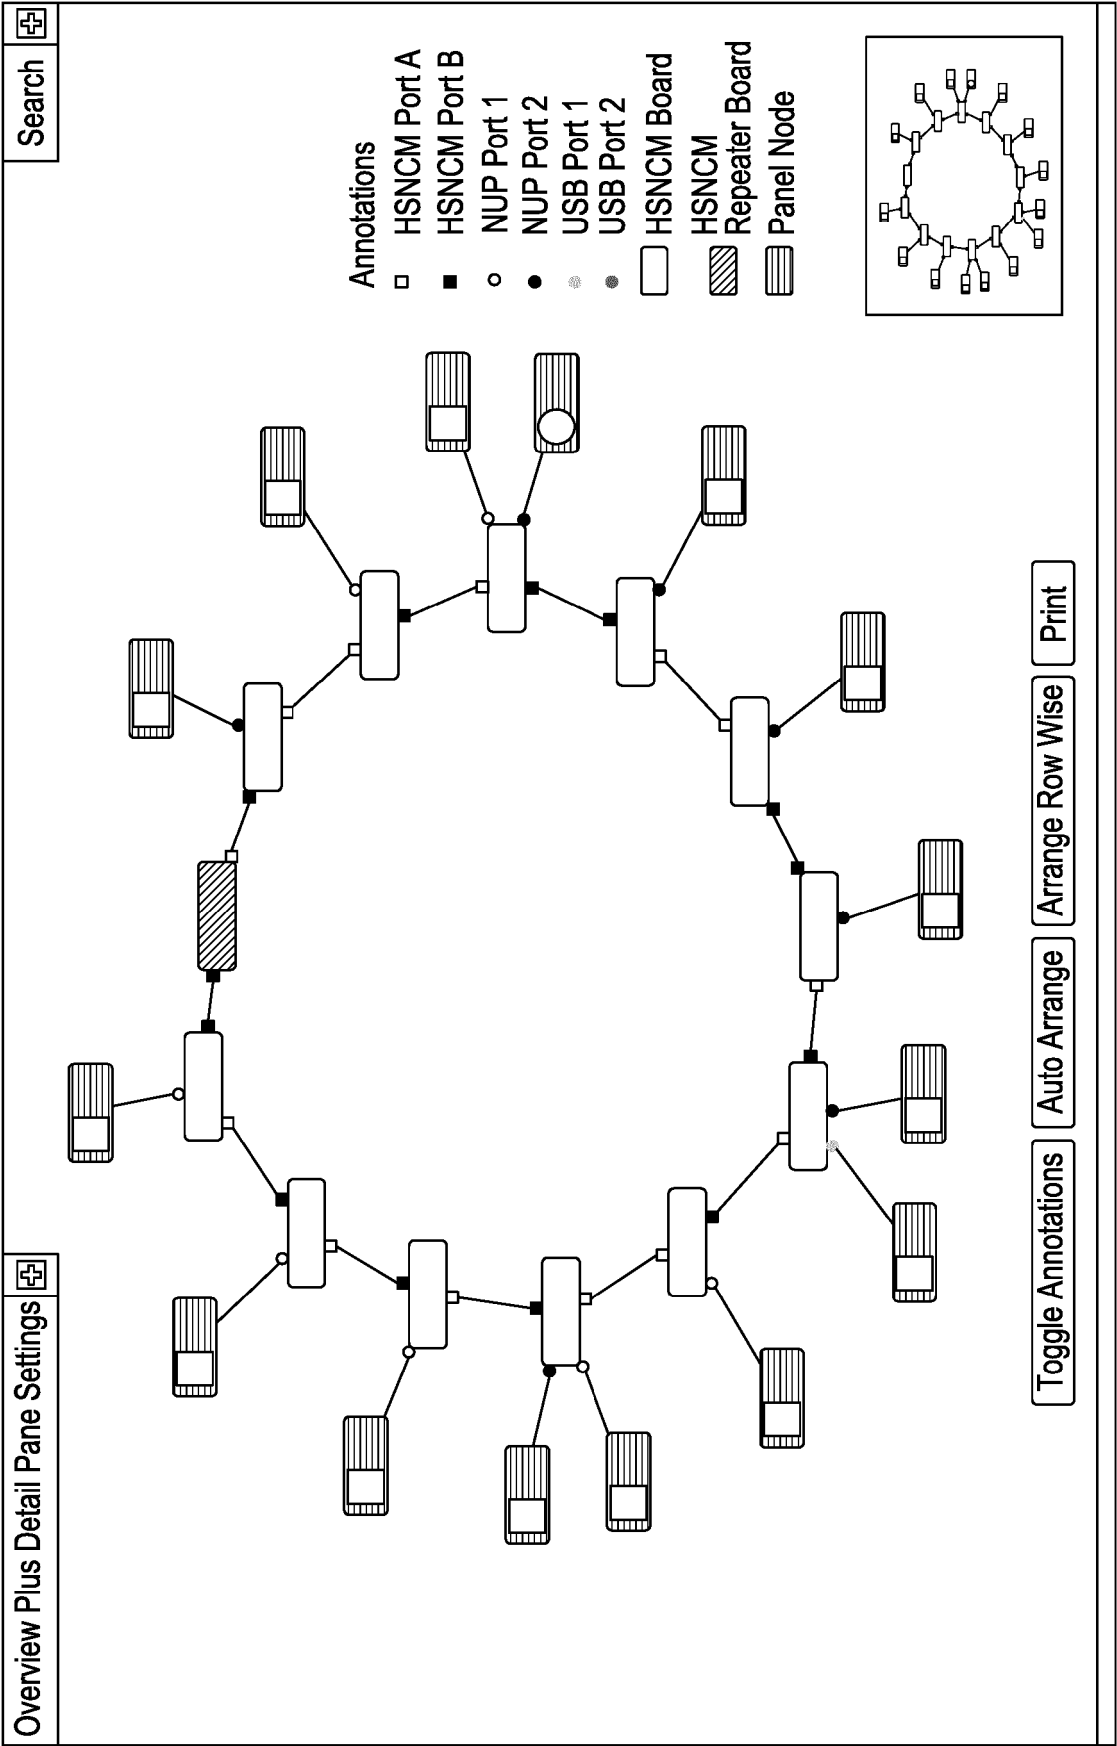 Overview Plus Detail Pane Settings
Search
Annotations
HSNCM Port A
HSNCM Port B
NUP Port 1
NUP Port 2
USB Port 1
USB Port 2
HSNCM Board
HSNCM
Repeater Board
Panel Node
Toggle Annotations
Auto Arrange
Arrange Row Wise
Print